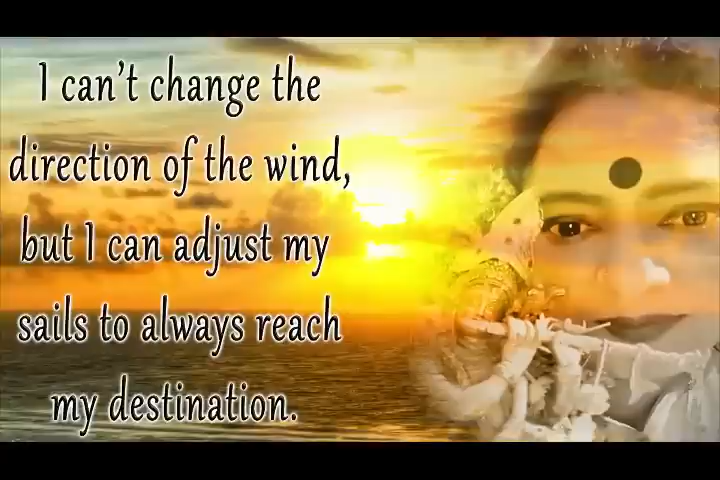 I can’t change the
direction of the wind,
but I can adjust my
sails to always reach
my destination.